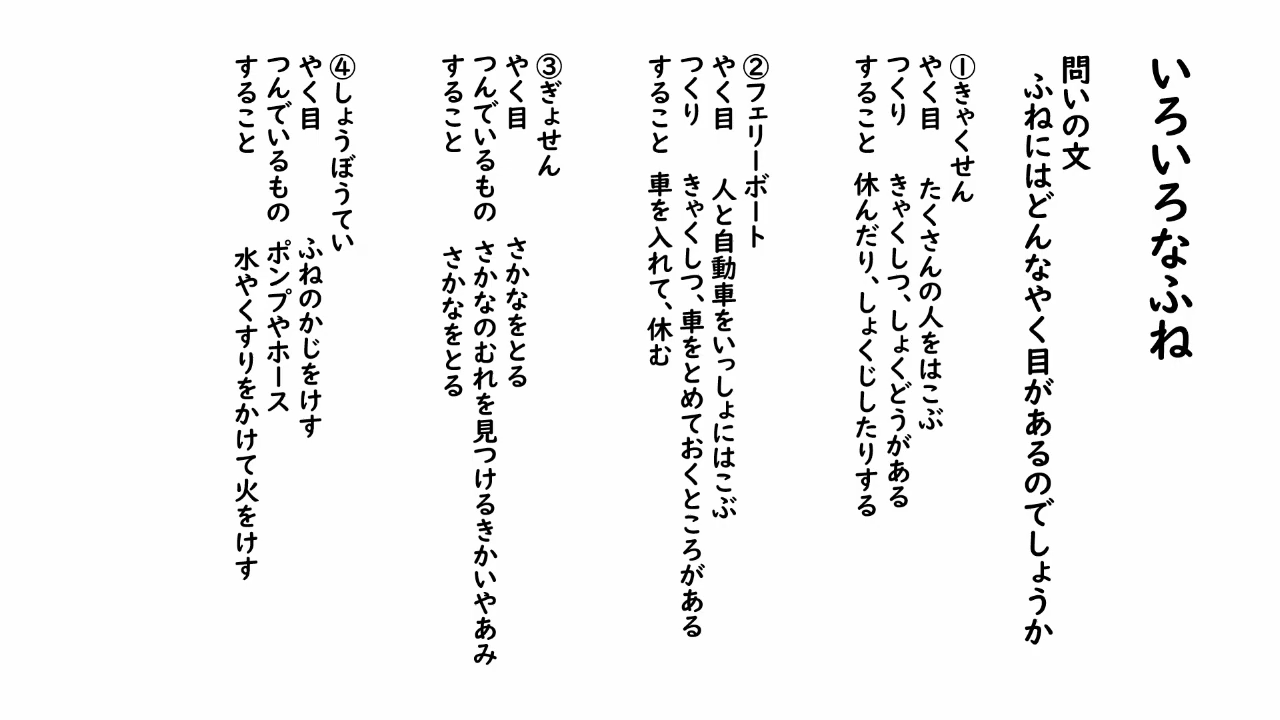 いろいろなふね
問いの文
ふねにはどんなやく目があるのでしょうか
①きゃくせん
やく目　たくさんの人をはこぶ
つくり　きゃくしつ、しょくどうがある
すること　休んだり、しょくじしたりする
②フェリーボート
やく目　人と自動車をいっしょにはこぶ
つくり　きゃくしつ、車をとめておくところがある
すること　車を入れて、休む
③ぎょせん
やく目　さかなをとる
つんでいるもの　さかなのむれを見つけるきかいやあみ
すること　さかなをとる
④しょうぼうてい
やく目　ふねのかじをけす
つんでいるもの　ポンプやホース
すること　水やくすりをかけて火をけす